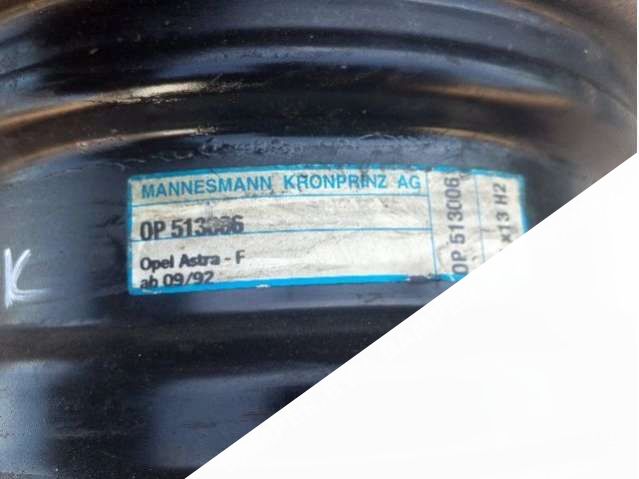 MANNESMANN KRONPRINZ AG
OP 513006
Opel Astra - F
ab 09/92
OP 513006
x13 H2
K